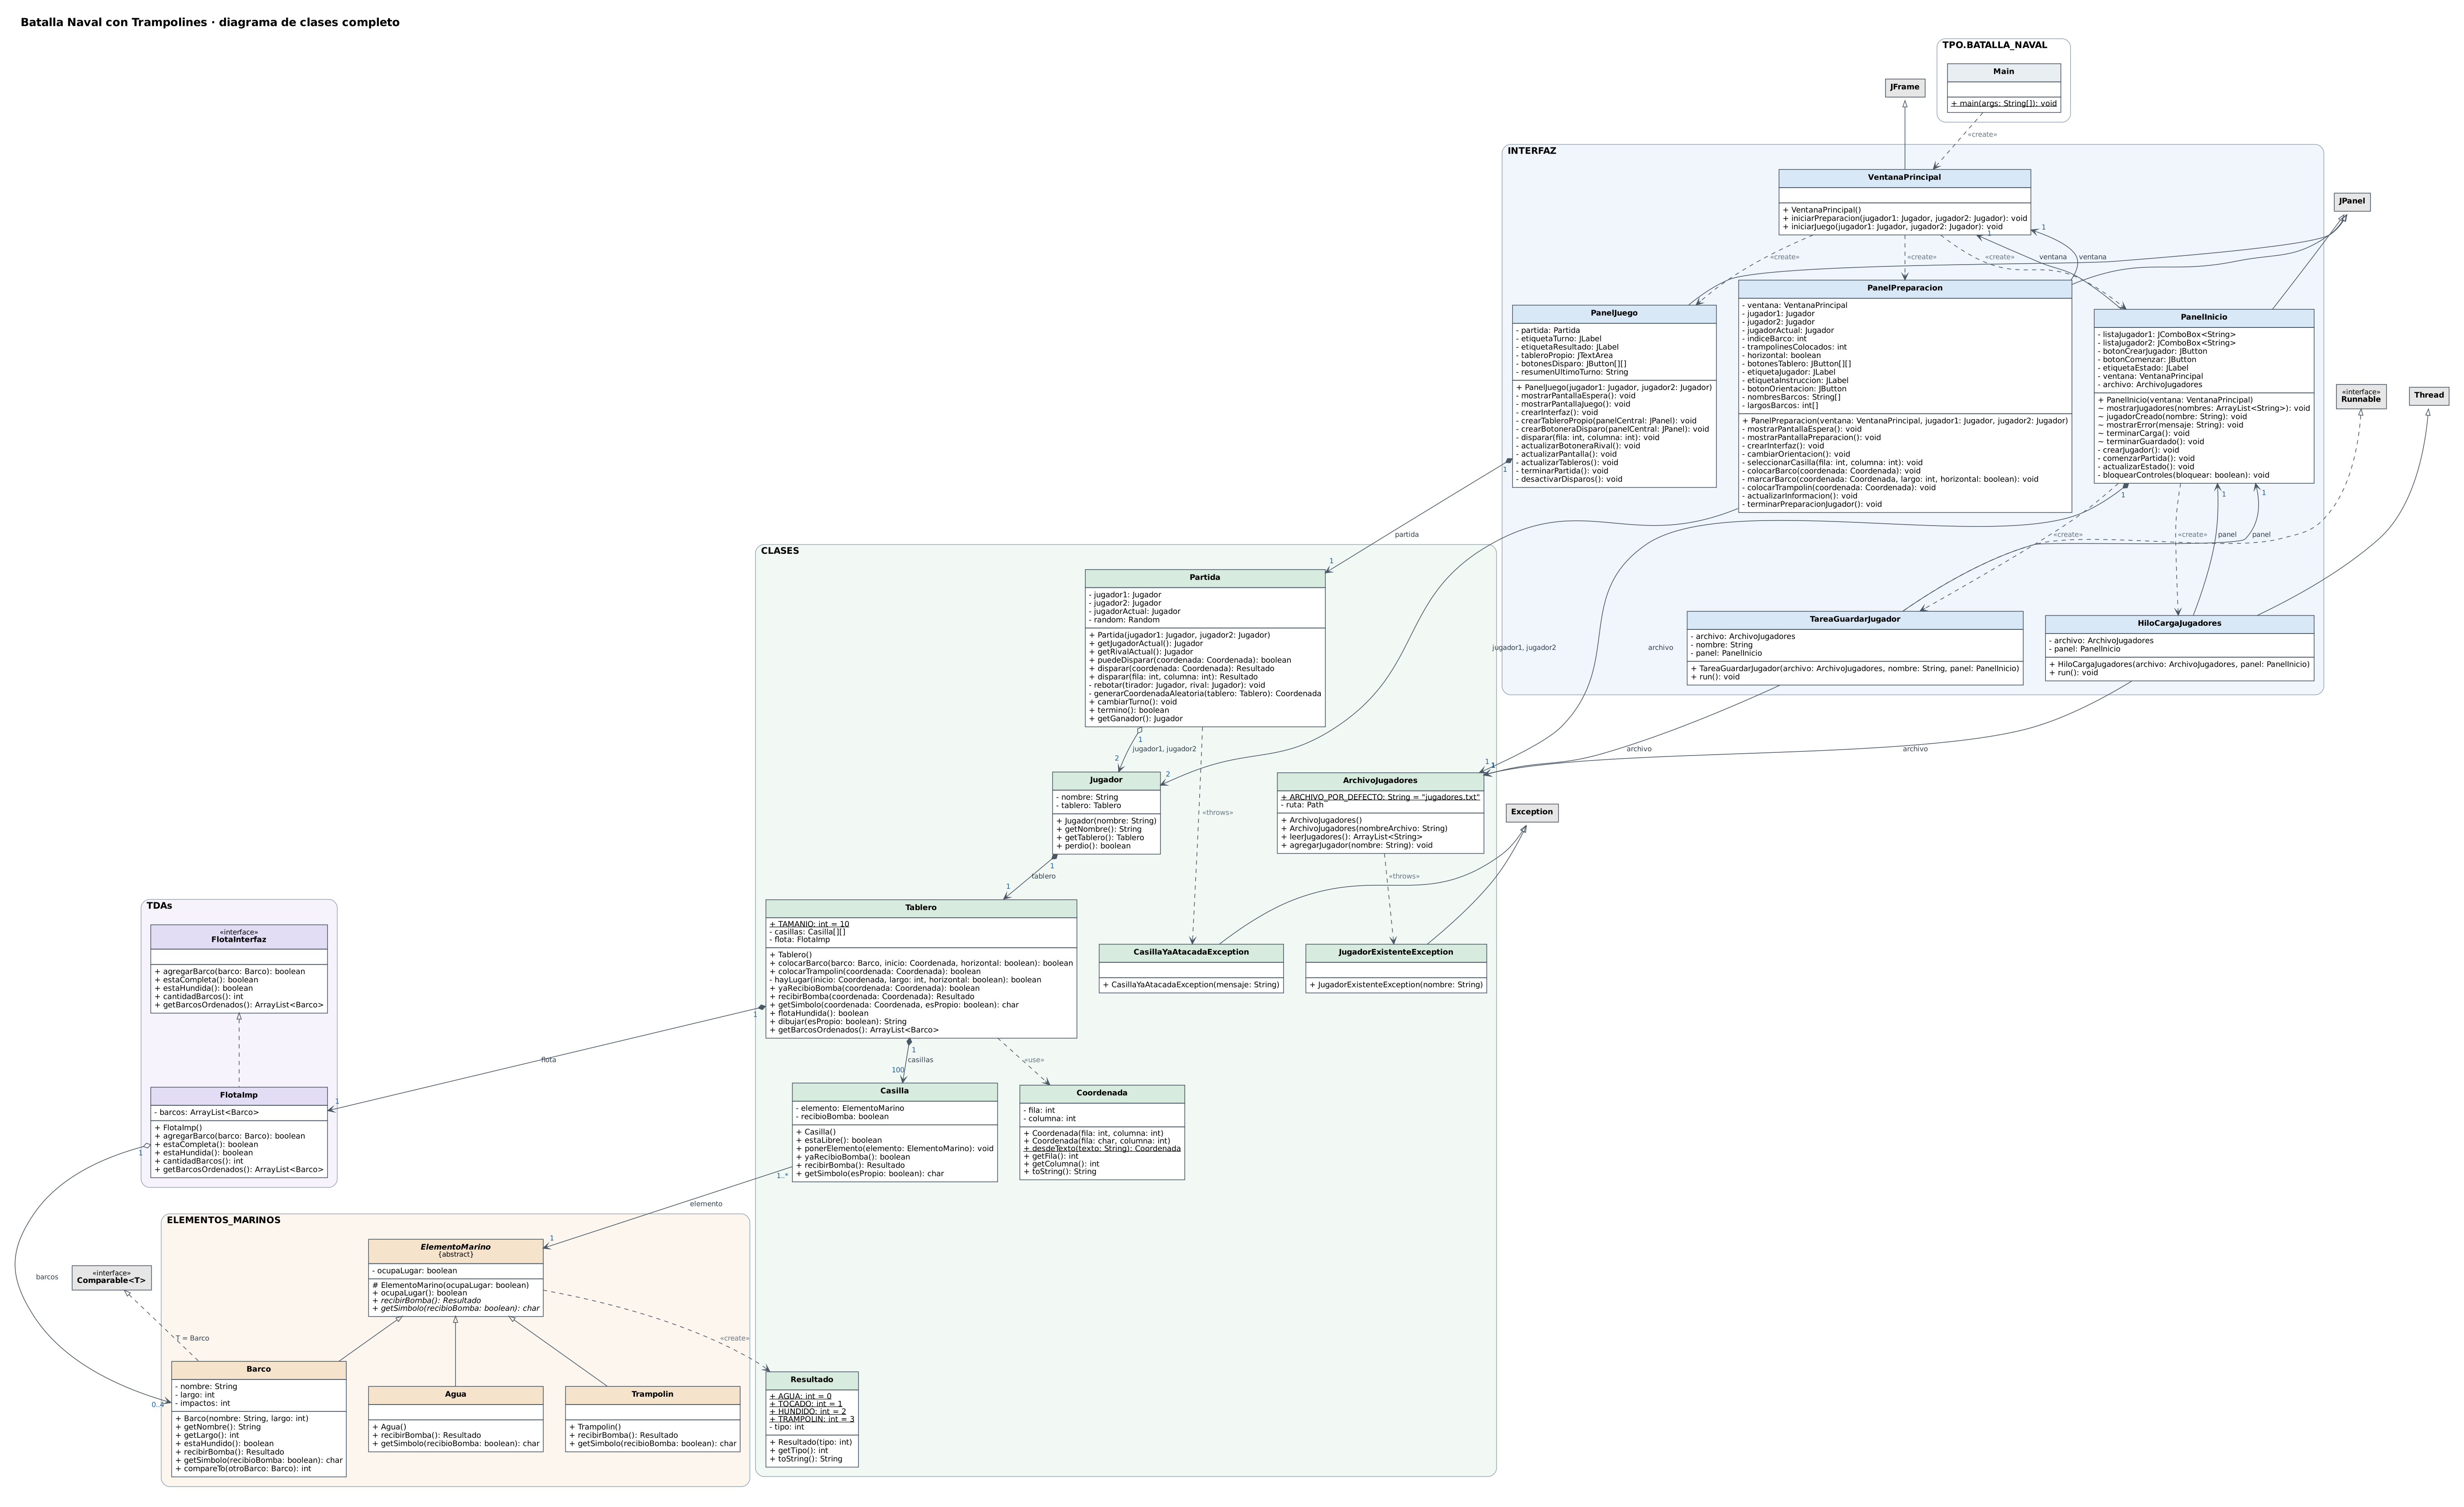 Batalla Naval con Trampolines · diagrama de clases completo
TPO.BATALLA_NAVAL
Main
+ main(args: String[]): void
JFrame
«create»
INTERFAZ
VentanaPrincipal
+ VentanaPrincipal()
+ iniciarPreparacion(jugador1: Jugador, jugador2: Jugador): void
+ iniciarJuego(jugador1: Jugador, jugador2: Jugador): void
JPanel
1
1
«create»
«create»
«create»
ventana
ventana
PanelJuego
- partida: Partida
- etiquetaTurno: JLabel
- etiquetaResultado: JLabel
- tableroPropio: JTextArea
- botonesDisparo: JButton[][]
- resumenUltimoTurno: String
+ PanelJuego(jugador1: Jugador, jugador2: Jugador)
- mostrarPantallaEspera(): void
- mostrarPantallaJuego(): void
- crearInterfaz(): void
- crearTableroPropio(panelCentral: JPanel): void
- crearBotoneraDisparo(panelCentral: JPanel): void
- disparar(fila: int, columna: int): void
- actualizarBotoneraRival(): void
- actualizarPantalla(): void
- actualizarTableros(): void
- terminarPartida(): void
- desactivarDisparos(): void
PanelPreparacion
- ventana: VentanaPrincipal
- jugador1: Jugador
- jugador2: Jugador
- jugadorActual: Jugador
- indiceBarco: int
- trampolinesColocados: int
- horizontal: boolean
- botonesTablero: JButton[][]
- etiquetaJugador: JLabel
- etiquetaInstruccion: JLabel
- botonOrientacion: JButton
- nombresBarcos: String[]
- largosBarcos: int[]
+ PanelPreparacion(ventana: VentanaPrincipal, jugador1: Jugador, jugador2: Jugador)
- mostrarPantallaEspera(): void
- mostrarPantallaPreparacion(): void
- crearInterfaz(): void
- cambiarOrientacion(): void
- seleccionarCasilla(fila: int, columna: int): void
- colocarBarco(coordenada: Coordenada): void
- marcarBarco(coordenada: Coordenada, largo: int, horizontal: boolean): void
- colocarTrampolin(coordenada: Coordenada): void
- actualizarInformacion(): void
- terminarPreparacionJugador(): void
PanelInicio
- listaJugador1: JComboBox<String>
- listaJugador2: JComboBox<String>
- botonCrearJugador: JButton
- botonComenzar: JButton
- etiquetaEstado: JLabel
- ventana: VentanaPrincipal
- archivo: ArchivoJugadores
+ PanelInicio(ventana: VentanaPrincipal)
~ mostrarJugadores(nombres: ArrayList<String>): void
~ jugadorCreado(nombre: String): void
~ mostrarError(mensaje: String): void
~ terminarCarga(): void
~ terminarGuardado(): void
- crearJugador(): void
- comenzarPartida(): void
- actualizarEstado(): void
- bloquearControles(bloquear: boolean): void
«interface»
Runnable
Thread
1
1
1
1
partida
«create»
«create»
panel
panel
TareaGuardarJugador
- archivo: ArchivoJugadores
- nombre: String
- panel: PanelInicio
+ TareaGuardarJugador(archivo: ArchivoJugadores, nombre: String, panel: PanelInicio)
+ run(): void
HiloCargaJugadores
- archivo: ArchivoJugadores
- panel: PanelInicio
+ HiloCargaJugadores(archivo: ArchivoJugadores, panel: PanelInicio)
+ run(): void
CLASES
1
Partida
- jugador1: Jugador
- jugador2: Jugador
- jugadorActual: Jugador
- random: Random
+ Partida(jugador1: Jugador, jugador2: Jugador)
+ getJugadorActual(): Jugador
+ getRivalActual(): Jugador
+ puedeDisparar(coordenada: Coordenada): boolean
+ disparar(coordenada: Coordenada): Resultado
+ disparar(fila: int, columna: int): Resultado
- rebotar(tirador: Jugador, rival: Jugador): void
- generarCoordenadaAleatoria(tablero: Tablero): Coordenada
+ cambiarTurno(): void
+ termino(): boolean
+ getGanador(): Jugador
jugador1, jugador2
archivo
1
jugador1, jugador2
archivo
archivo
2
2
1
1
Jugador
- nombre: String
- tablero: Tablero
+ Jugador(nombre: String)
+ getNombre(): String
+ getTablero(): Tablero
+ perdio(): boolean
«throws»
ArchivoJugadores
+ ARCHIVO_POR_DEFECTO: String = "jugadores.txt"
- ruta: Path
+ ArchivoJugadores()
+ ArchivoJugadores(nombreArchivo: String)
+ leerJugadores(): ArrayList<String>
+ agregarJugador(nombre: String): void
Exception
1
tablero
1
«throws»
Tablero
+ TAMANIO: int = 10
- casillas: Casilla[][]
- flota: FlotaImp
+ Tablero()
+ colocarBarco(barco: Barco, inicio: Coordenada, horizontal: boolean): boolean
+ colocarTrampolin(coordenada: Coordenada): boolean
- hayLugar(inicio: Coordenada, largo: int, horizontal: boolean): boolean
+ yaRecibioBomba(coordenada: Coordenada): boolean
+ recibirBomba(coordenada: Coordenada): Resultado
+ getSimbolo(coordenada: Coordenada, esPropio: boolean): char
+ flotaHundida(): boolean
+ dibujar(esPropio: boolean): String
+ getBarcosOrdenados(): ArrayList<Barco>
CasillaYaAtacadaException
+ CasillaYaAtacadaException(mensaje: String)
JugadorExistenteException
+ JugadorExistenteException(nombre: String)
TDAs
«interface»
FlotaInterfaz
+ agregarBarco(barco: Barco): boolean
+ estaCompleta(): boolean
+ estaHundida(): boolean
+ cantidadBarcos(): int
+ getBarcosOrdenados(): ArrayList<Barco>
1
flota
1
casillas
100
«use»
FlotaImp
- barcos: ArrayList<Barco>
+ FlotaImp()
+ agregarBarco(barco: Barco): boolean
+ estaCompleta(): boolean
+ estaHundida(): boolean
+ cantidadBarcos(): int
+ getBarcosOrdenados(): ArrayList<Barco>
1
1
Casilla
- elemento: ElementoMarino
- recibioBomba: boolean
+ Casilla()
+ estaLibre(): boolean
+ ponerElemento(elemento: ElementoMarino): void
+ yaRecibioBomba(): boolean
+ recibirBomba(): Resultado
+ getSimbolo(esPropio: boolean): char
Coordenada
- fila: int
- columna: int
+ Coordenada(fila: int, columna: int)
+ Coordenada(fila: char, columna: int)
+ desdeTexto(texto: String): Coordenada
+ getFila(): int
+ getColumna(): int
+ toString(): String
1..*
elemento
1
ELEMENTOS_MARINOS
ElementoMarino
{abstract}
- ocupaLugar: boolean
# ElementoMarino(ocupaLugar: boolean)
+ ocupaLugar(): boolean
+ recibirBomba(): Resultado
+ getSimbolo(recibioBomba: boolean): char
barcos
«interface»
Comparable<T>
T = Barco
«create»
0..4
Barco
- nombre: String
- largo: int
- impactos: int
+ Barco(nombre: String, largo: int)
+ getNombre(): String
+ getLargo(): int
+ estaHundido(): boolean
+ recibirBomba(): Resultado
+ getSimbolo(recibioBomba: boolean): char
+ compareTo(otroBarco: Barco): int
Agua
+ Agua()
+ recibirBomba(): Resultado
+ getSimbolo(recibioBomba: boolean): char
Trampolin
+ Trampolin()
+ recibirBomba(): Resultado
+ getSimbolo(recibioBomba: boolean): char
Resultado
+ AGUA: int = 0
+ TOCADO: int = 1
+ HUNDIDO: int = 2
+ TRAMPOLIN: int = 3
- tipo: int
+ Resultado(tipo: int)
+ getTipo(): int
+ toString(): String